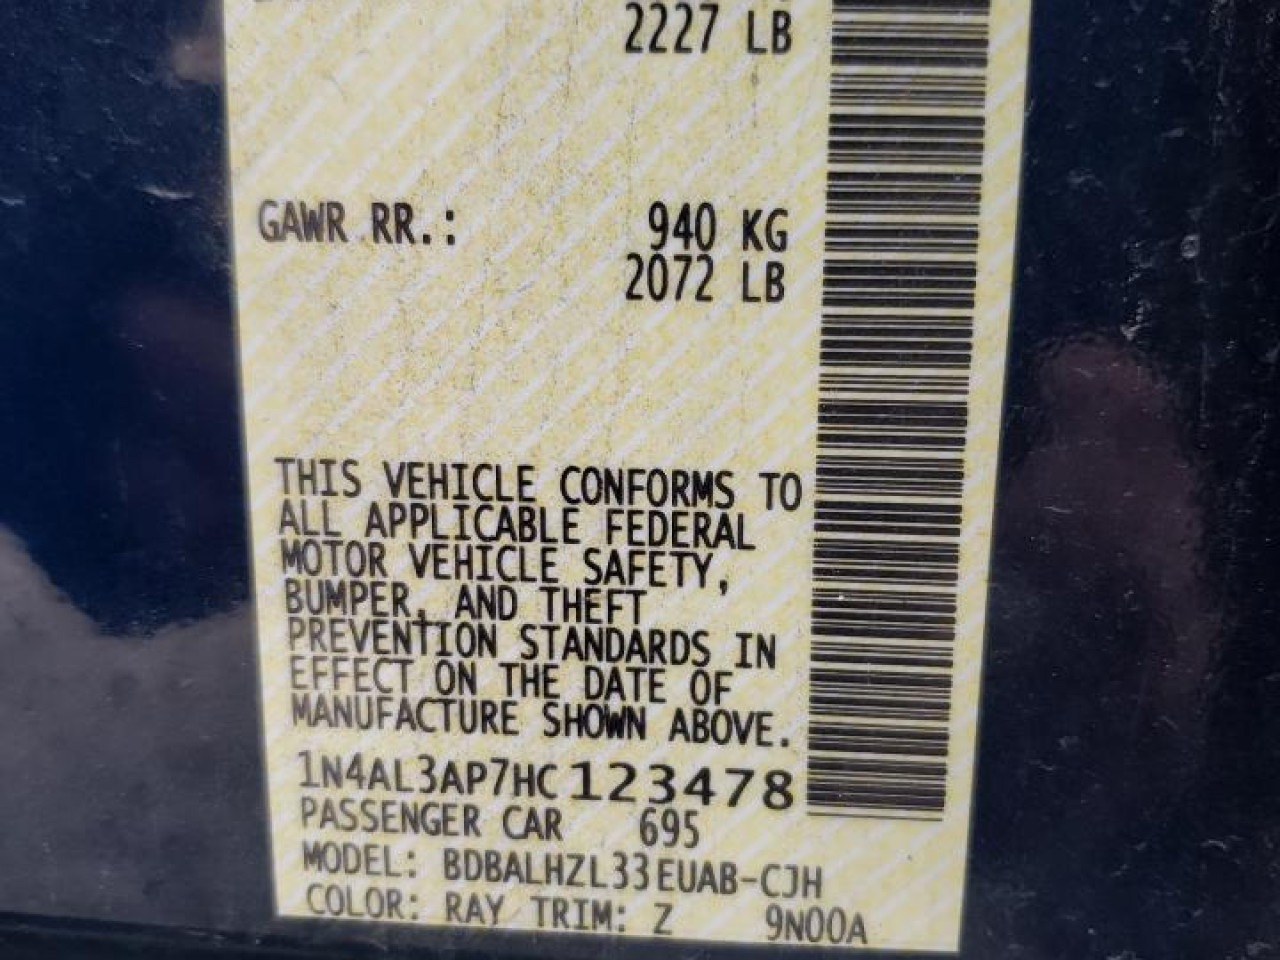 2227 LB
GAWR RR.: 940 KG
2072 LB
THIS VEHICLE CONFORMS TO
ALL APPLICABLE FEDERAL
MOTOR VEHICLE SAFETY,
BUMPER, AND THEFT
PREVENTION STANDARDS IN
EFFECT ON THE DATE OF
MANUFACTURE SHOWN ABOVE.
1N4AL3AP7HC123478
PASSENGER CAR 695
MODEL: BDBALHZL33EUAB-CJH
COLOR: RAY TRIM: Z 9N00A